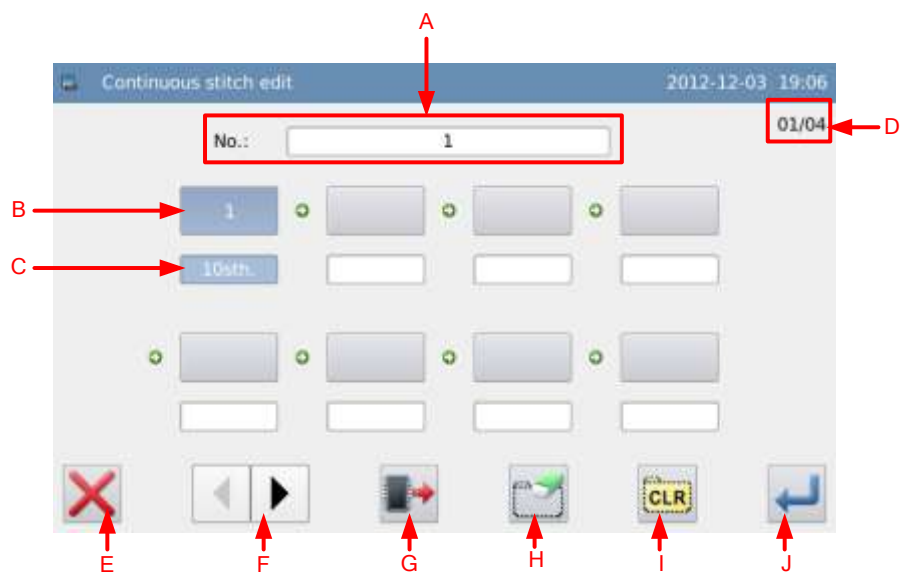 A
Continuous stitch edit 2012-12-03 19:06
01/04 D
No.: 1
B 1
C 10sth.
CLR
E F G H I J